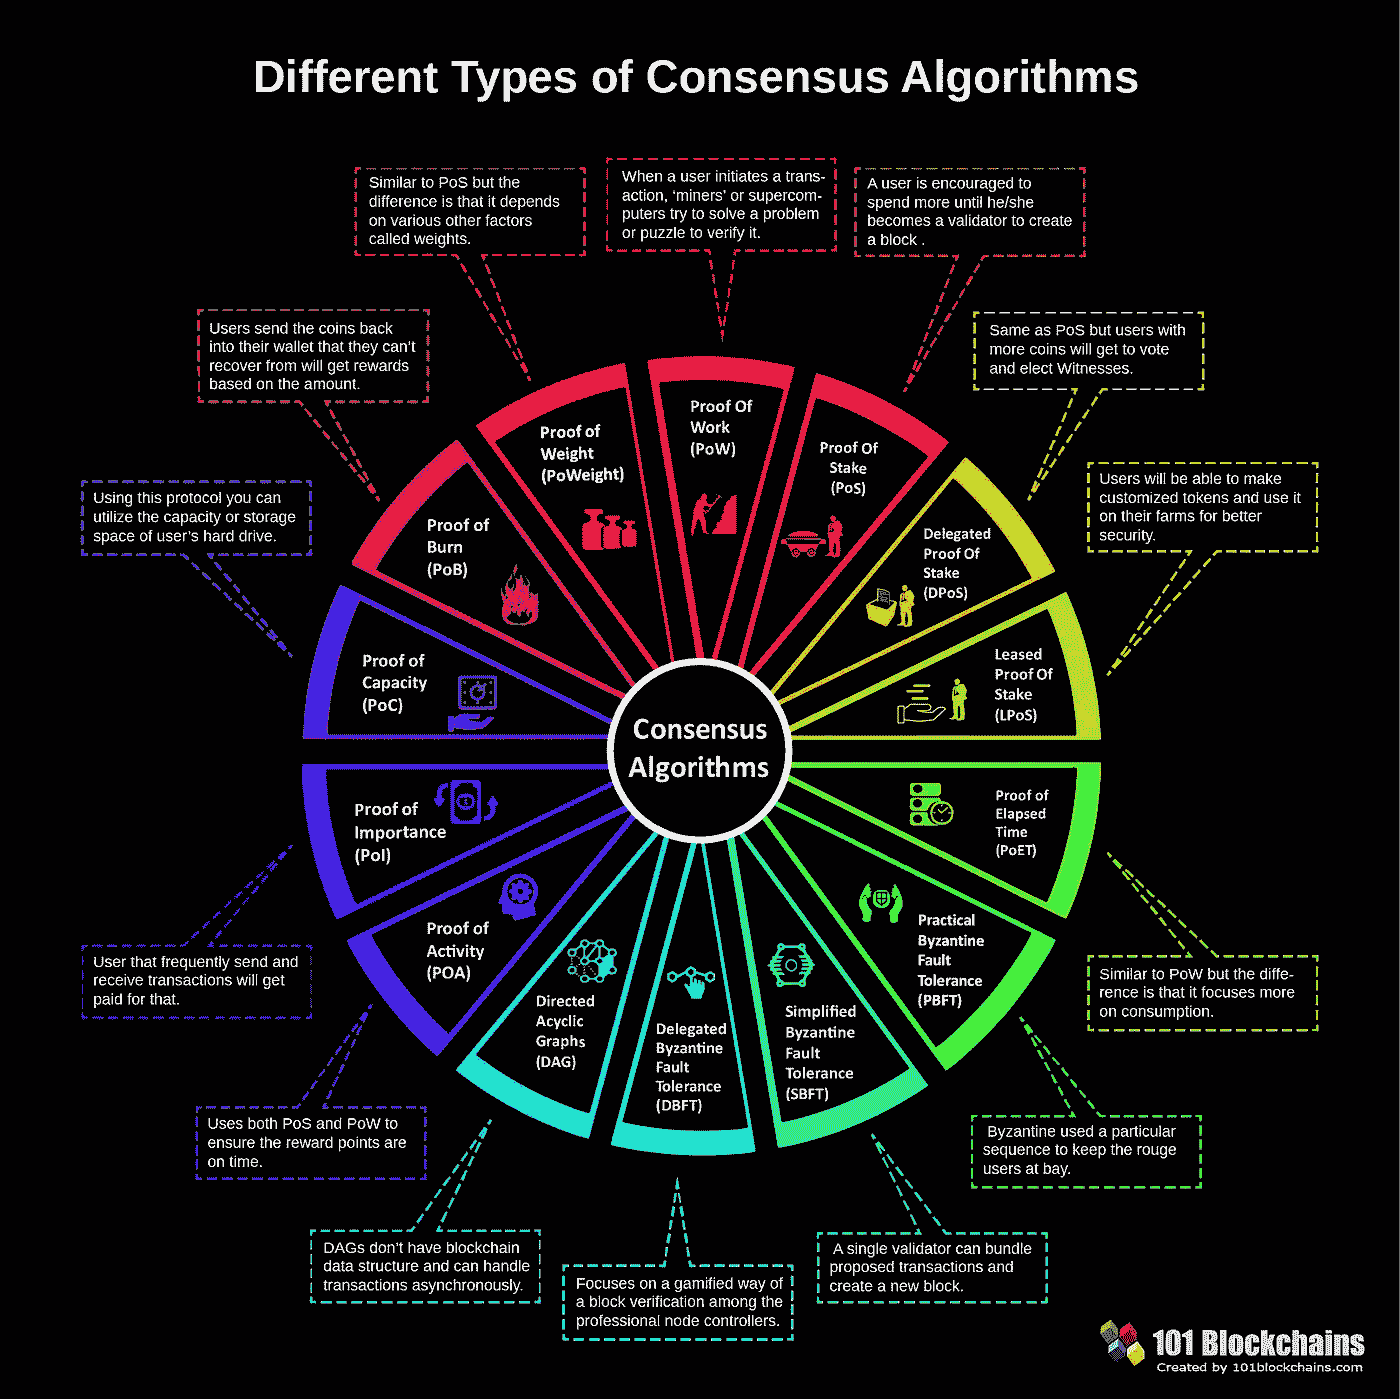 Different Types of Consensus Algorithms
Similar to PoS but the
difference is that it depends
on various other factors
called weights.
When a user initiates a trans-
action, ‘miners’ or supercom-
puters try to solve a problem
or puzzle to verify it.
A user is encouraged to
spend more until he/she
becomes a validator to create
a block .
Users send the coins back
into their wallet that they can’t
recover from will get rewards
based on the amount.
Same as PoS but users with
more coins will get to vote
and elect Witnesses.
Using this protocol you can
utilize the capacity or storage
space of user’s hard drive.
Users will be able to make
customized tokens and use it
on their farms for better
security.
Proof of
Weight
(PoWeight)
Proof Of
Work
(PoW)
Proof Of
Stake
(PoS)
Proof of
Burn
(PoB)
Delegated
Proof Of
Stake
(DPoS)
Proof of
Capacity
(PoC)
Leased
Proof Of
Stake
(LPoS)
Consensus
Algorithms
Proof of
Importance
(PoI)
Proof of
Elapsed
Time
(PoET)
Proof of
Activity
(POA)
Practical
Byzantine
Fault
Tolerance
(PBFT)
Directed
Acyclic
Graphs
(DAG)
Delegated
Byzantine
Fault
Tolerance
(DBFT)
Simplified
Byzantine
Fault
Tolerance
(SBFT)
User that frequently send and
receive transactions will get
paid for that.
Similar to PoW but the diffe-
rence is that it focuses more
on consumption.
Uses both PoS and PoW to
ensure the reward points are
on time.
Byzantine used a particular
sequence to keep the rouge
users at bay.
DAGs don’t have blockchain
data structure and can handle
transactions asynchronously.
Focuses on a gamified way of
a block verification among the
professional node controllers.
A single validator can bundle
proposed transactions and
create a new block.
101 Blockchains
Created by 101blockchains.com